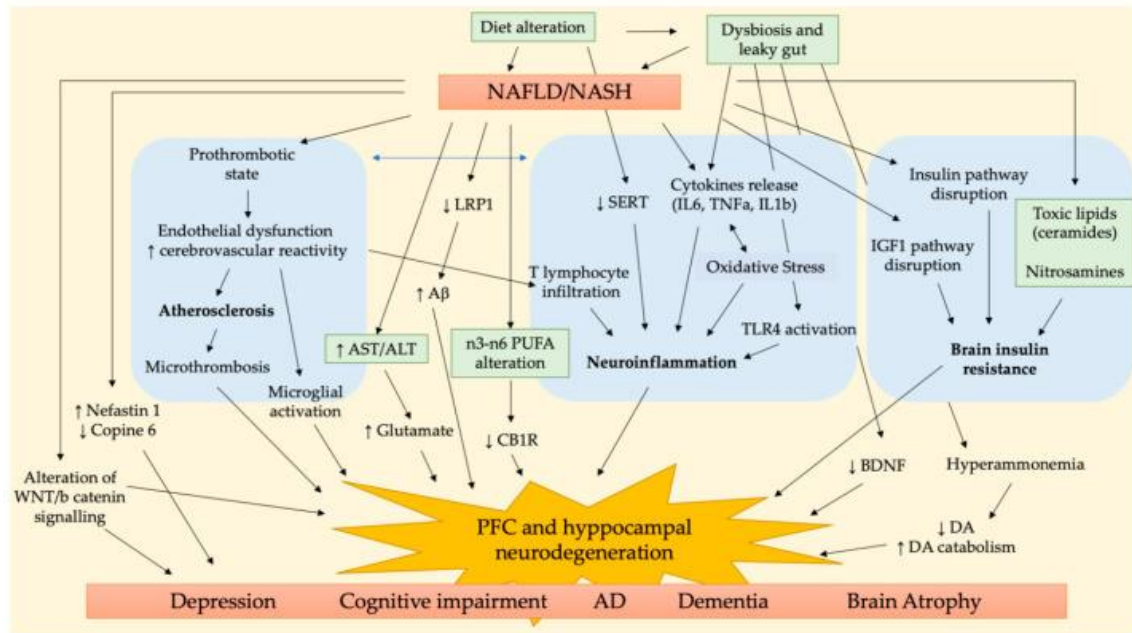 Diet alteration
Dysbiosis and
leaky gut
NAFLD/NASH
Prothrombotic
state
Endothelial dysfunction
↑ cerebrovascular reactivity
Atherosclerosis
Microthrombosis
Microglial
activation
↑ Nefastin 1
↓ Copine 6
Alteration of
WNT/b catenin
signalling
↓ LRP1
↑ Aβ
↑ AST/ALT
↑ Glutamate
n3-n6 PUFA
alteration
↓ CB1R
↓ SERT
Cytokines release
(IL6, TNFa, IL1b)
Oxidative Stress
T lymphocyte
infiltration
TLR4 activation
Neuroinflammation
Insulin pathway
disruption
IGF1 pathway
disruption
Toxic lipids
(ceramides)
Nitrosamines
Brain insulin
resistance
↓ BDNF
Hyperammonemia
↓ DA
↑ DA catabolism
PFC and hyppocampal
neurodegeneration
Depression Cognitive impairment AD Dementia Brain Atrophy